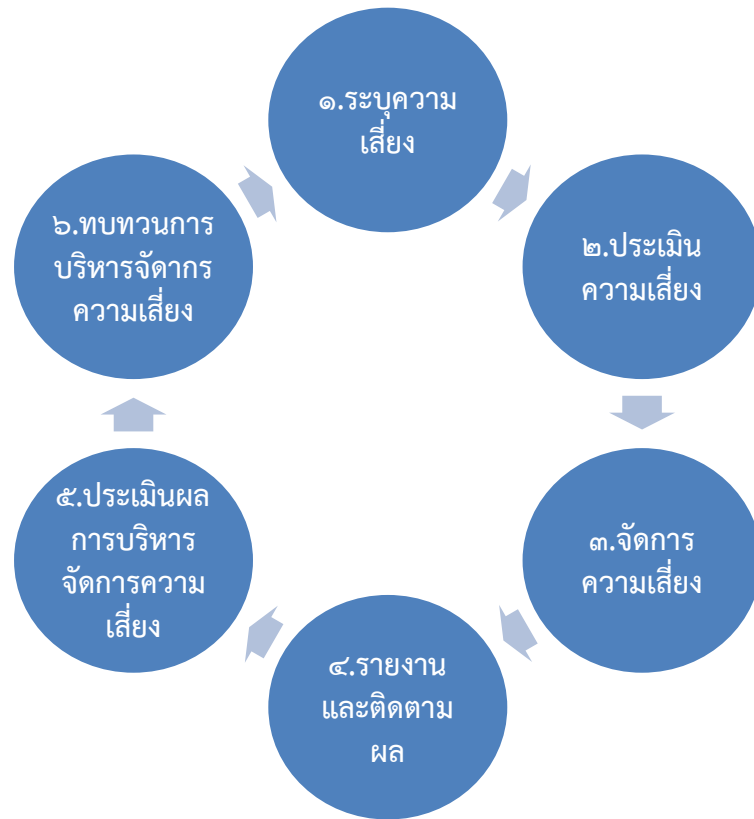 ๑.ระบุความ
เสี่ยง
๒.ประเมิน
ความเสี่ยง
๓.จัดการ
ความเสี่ยง
๔.รายงาน
และติดตาม
ผล
๕.ประเมินผล
การบริหาร
จัดการความ
เสี่ยง
๖.ทบทวนการ
บริหารจัดากร
ความเสี่ยง